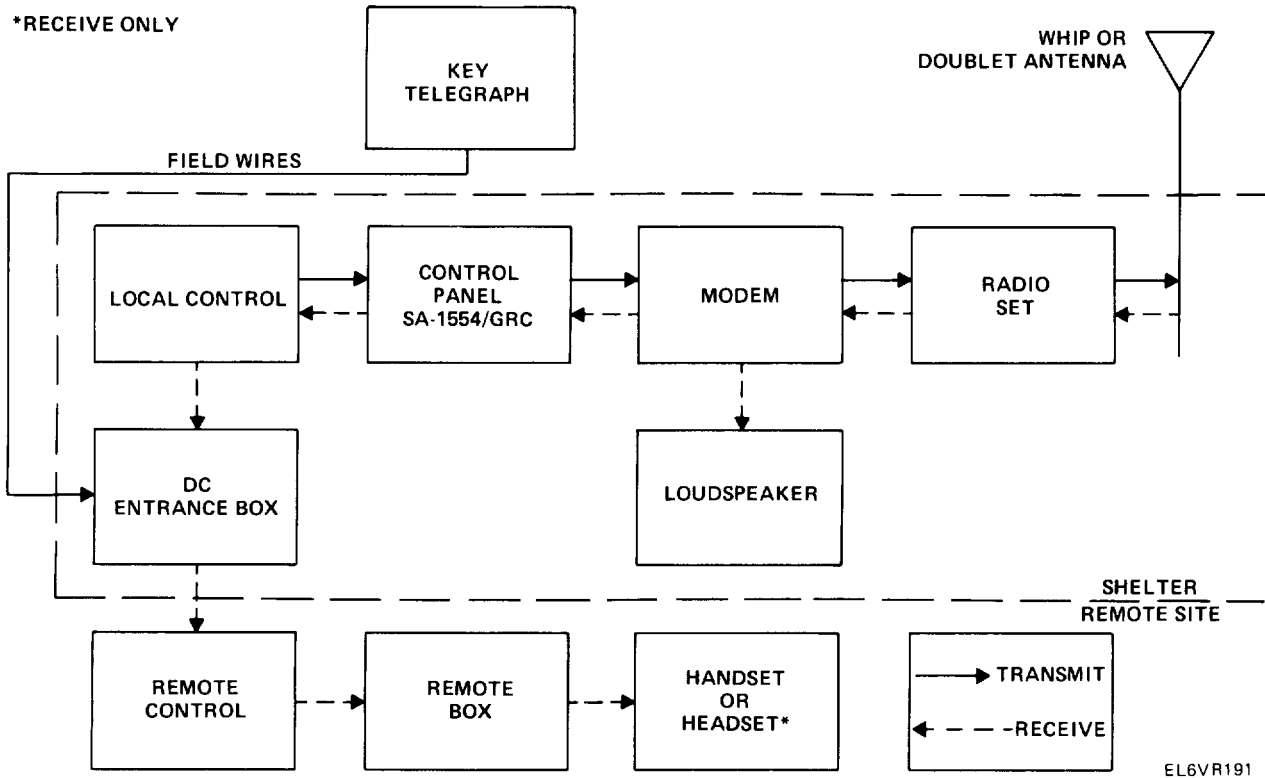 *RECEIVE ONLY
KEY
TELEGRAPH
WHIP OR
DOUBLET ANTENNA
FIELD WIRES
LOCAL CONTROL
CONTROL
PANEL
SA-1554/GRC
MODEM
RADIO
SET
DC
ENTRANCE BOX
LOUDSPEAKER
SHELTER
REMOTE SITE
REMOTE
CONTROL
REMOTE
BOX
HANDSET
OR
HEADSET*
TRANSMIT
RECEIVE
EL6VR191